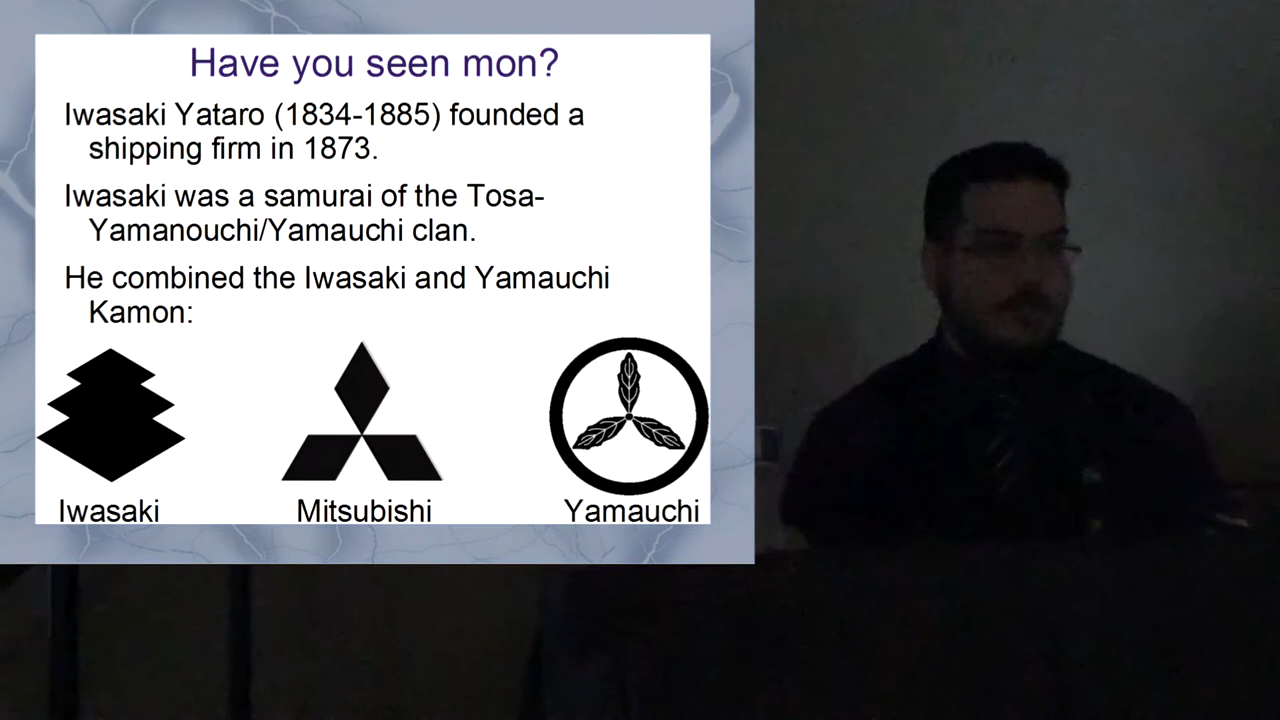 Have you seen mon?
Iwasaki Yataro (1834-1885) founded a
shipping firm in 1873.
Iwasaki was a samurai of the Tosa-
Yamanouchi/Yamauchi clan.
He combined the Iwasaki and Yamauchi
Kamon:
Iwasaki
Mitsubishi
Yamauchi